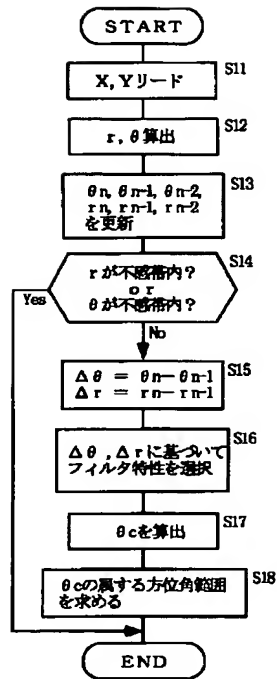 START
X, Yリード
S11
r, θ算出
S12
θn, θn-1, θn-2,
rn, rn-1, rn-2
を更新
S13
rが不感帯内?
or
θが不感帯内?
S14
Yes
No
Δθ = θn-θn-1
Δr = rn-rn-1
S15
Δθ, Δrに基づいて
フィルタ特性を選択
S16
θcを算出
S17
θcの属する方位角範囲
を求める
S18
END